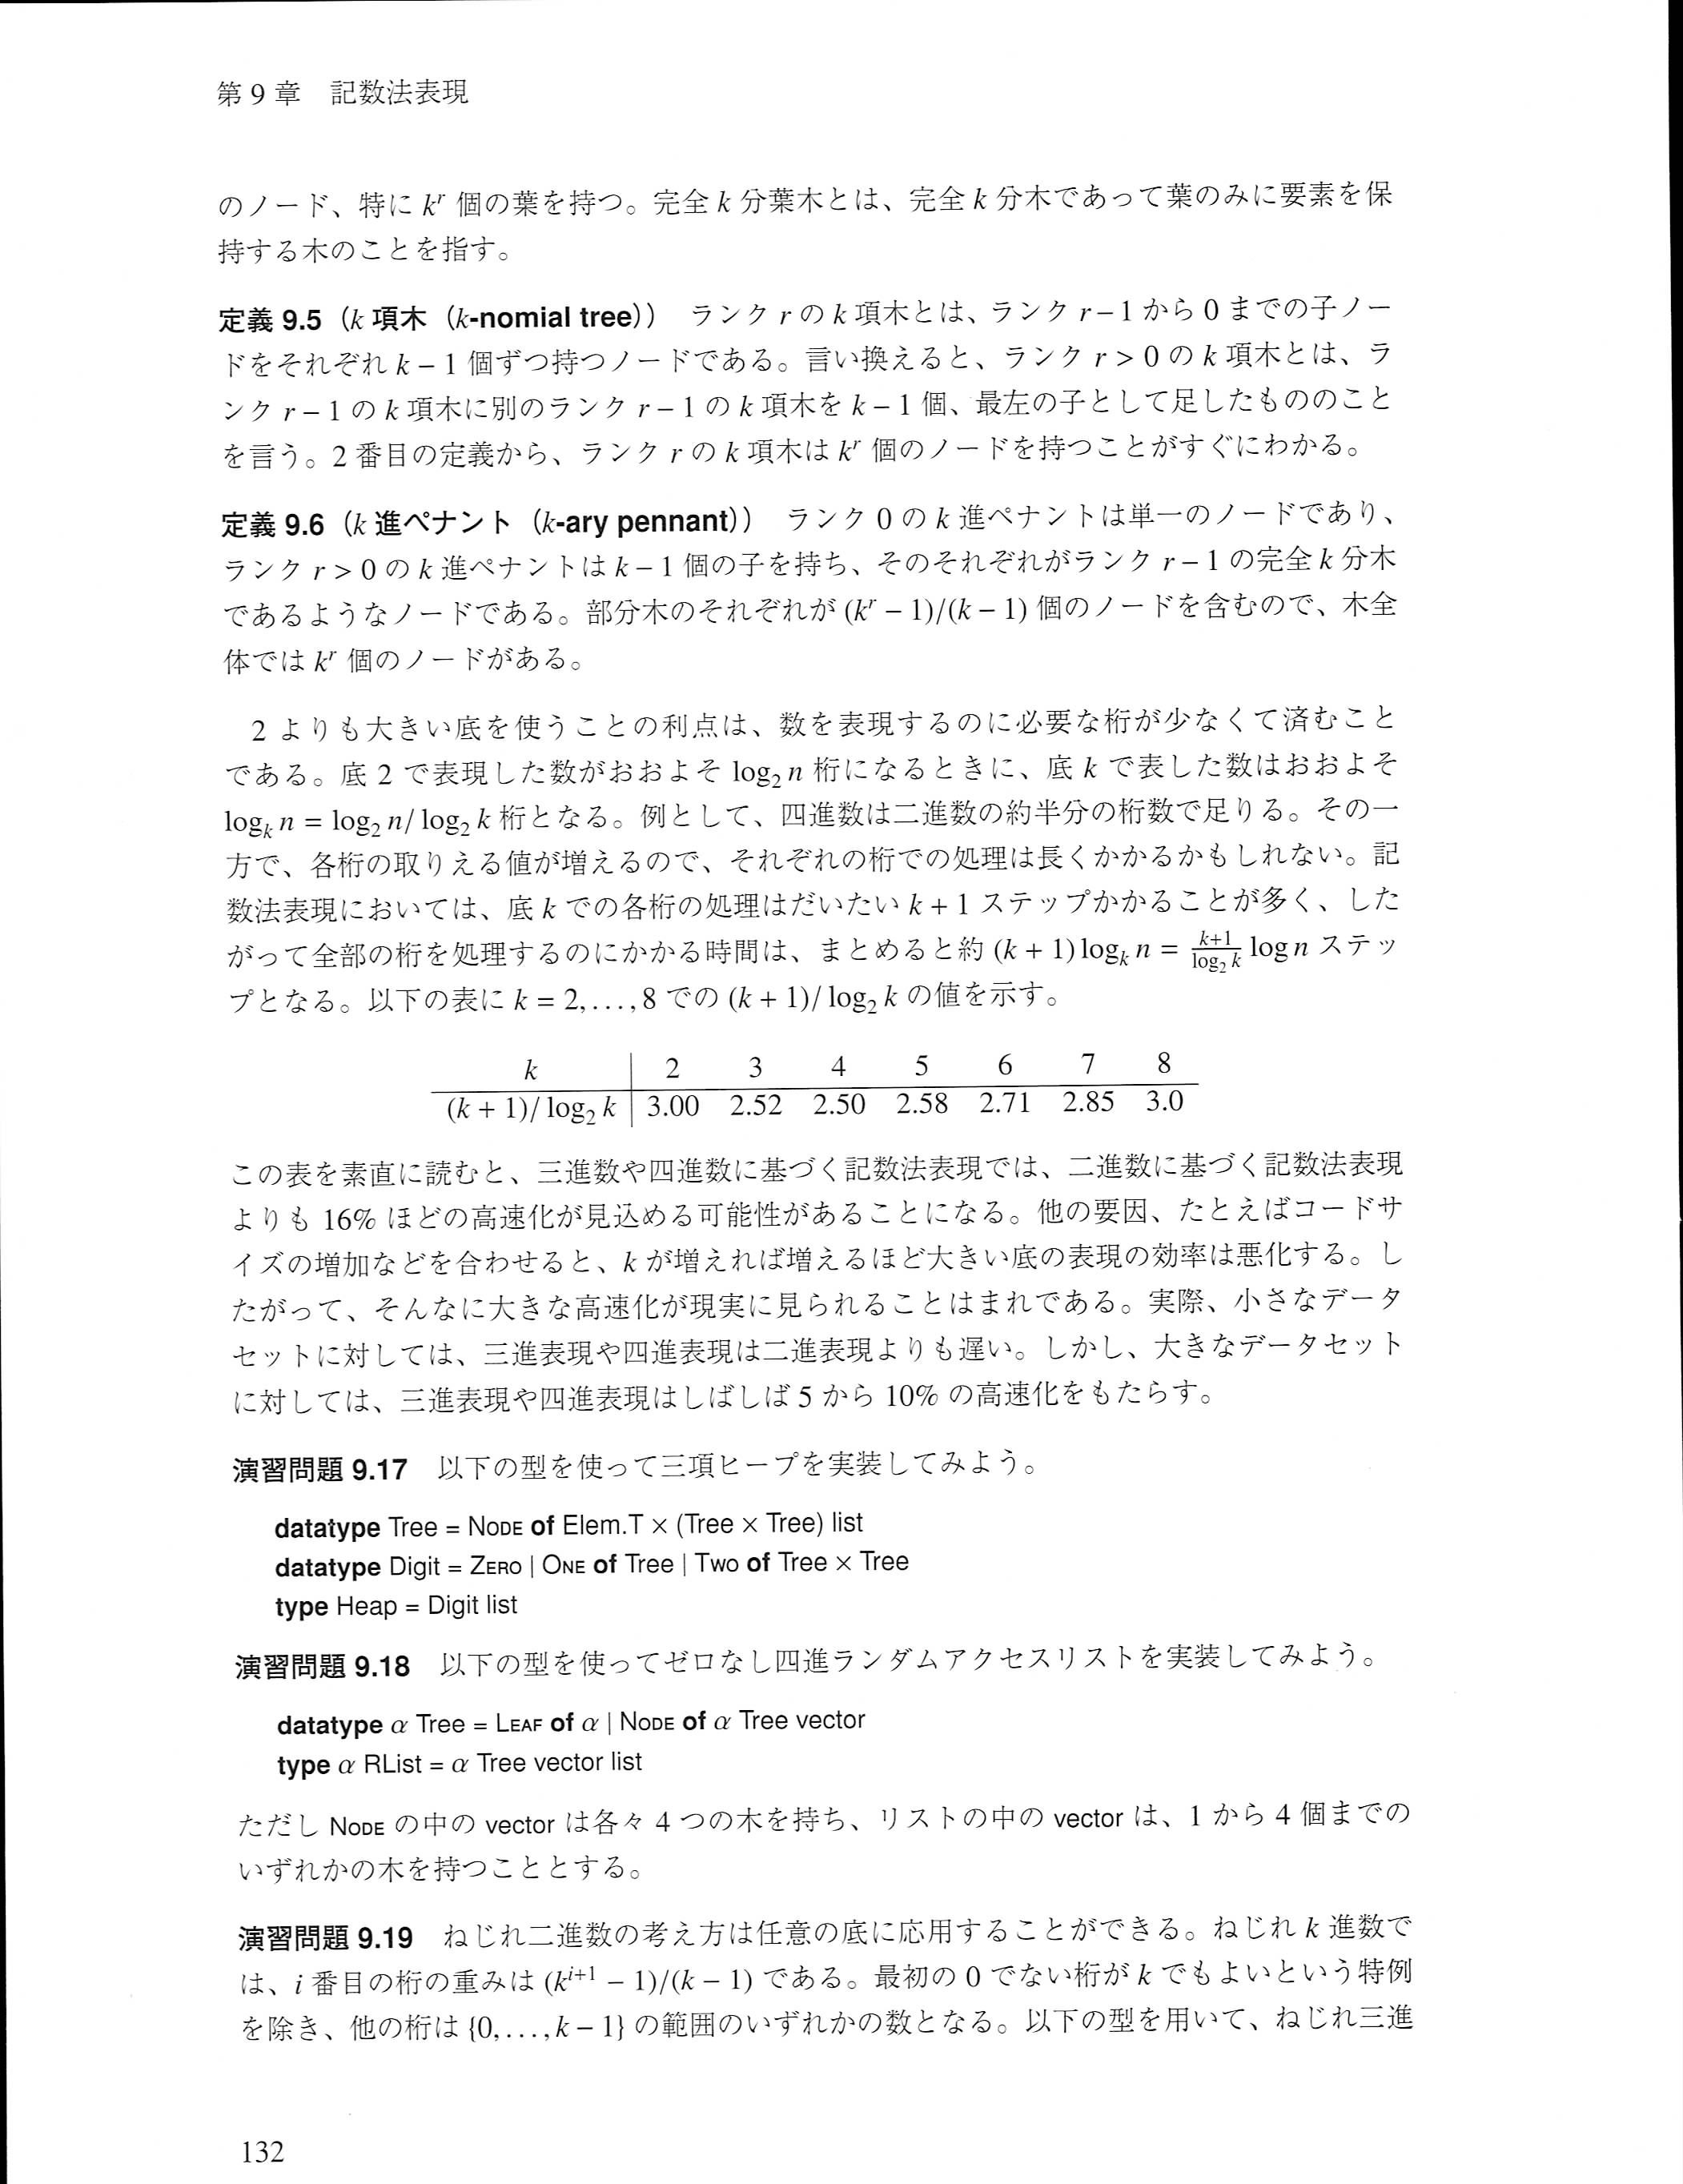 第 9 章　記数法表現
のノード、特に kʳ 個の葉を持つ。完全 k 分葉木とは、完全 k 分木であって葉のみに要素を保
持する木のことを指す。
定義 9.5（k 項木（k-nomial tree））　ランク r の k 項木とは、ランク r−1 から 0 までの子ノー
ドをそれぞれ k − 1 個ずつ持つノードである。言い換えると、ランク r > 0 の k 項木とは、ラ
ンク r − 1 の k 項木に別のランク r − 1 の k 項木を k − 1 個、最左の子として足したもののこと
を言う。2 番目の定義から、ランク r の k 項木は kʳ 個のノードを持つことがすぐにわかる。
定義 9.6（k 進ペナント（k-ary pennant））　ランク 0 の k 進ペナントは単一のノードであり、
ランク r > 0 の k 進ペナントは k − 1 個の子を持ち、そのそれぞれがランク r − 1 の完全 k 分木
であるようなノードである。部分木のそれぞれが (kʳ − 1)/(k − 1) 個のノードを含むので、木全
体では kʳ 個のノードがある。
2 よりも大きい底を使うことの利点は、数を表現するのに必要な桁が少なくて済むこと
である。底 2 で表現した数がおおよそ log₂ n 桁になるときに、底 k で表した数はおおよそ
logₖ n = log₂ n/ log₂ k 桁となる。例として、四進数は二進数の約半分の桁数で足りる。その一
方で、各桁の取りえる値が増えるので、それぞれの桁での処理は長くかかるかもしれない。記
数法表現においては、底 k での各桁の処理はだいたい k + 1 ステップかかることが多く、した
がって全部の桁を処理するのにかかる時間は、まとめると約 (k + 1) logₖ n = (k+1)/(log₂ k) log n ステッ
プとなる。以下の表に k = 2,...,8 での (k + 1)/ log₂ k の値を示す。
k 2 3 4 5 6 7 8
(k + 1)/ log₂ k 3.00 2.52 2.50 2.58 2.71 2.85 3.0
この表を素直に読むと、三進数や四進数に基づく記数法表現では、二進数に基づく記数法表現
よりも 16% ほどの高速化が見込める可能性があることになる。他の要因、たとえばコードサ
イズの増加などを合わせると、k が増えれば増えるほど大きい底の表現の効率は悪化する。し
たがって、そんなに大きな高速化が現実に見られることはまれである。実際、小さなデータ
セットに対しては、三進表現や四進表現は二進表現よりも遅い。しかし、大きなデータセット
に対しては、三進表現や四進表現はしばしば 5 から 10% の高速化をもたらす。
演習問題 9.17　以下の型を使って三項ヒープを実装してみよう。
datatype Tree = NODE of Elem.T × (Tree × Tree) list
datatype Digit = ZERO | ONE of Tree | TWO of Tree × Tree
type Heap = Digit list
演習問題 9.18　以下の型を使ってゼロなし四進ランダムアクセスリストを実装してみよう。
datatype α Tree = LEAF of α | NODE of α Tree vector
type α RList = α Tree vector list
ただし NODE の中の vector は各々 4 つの木を持ち、リストの中の vector は、1 から 4 個までの
いずれかの木を持つこととする。
演習問題 9.19　ねじれ二進数の考え方は任意の底に応用することができる。ねじれ k 進数で
は、i 番目の桁の重みは (kⁱ⁺¹ − 1)/(k − 1) である。最初の 0 でない桁が k でもよいという特例
を除き、他の桁は {0,...,k − 1} の範囲のいずれかの数となる。以下の型を用いて、ねじれ三進
132